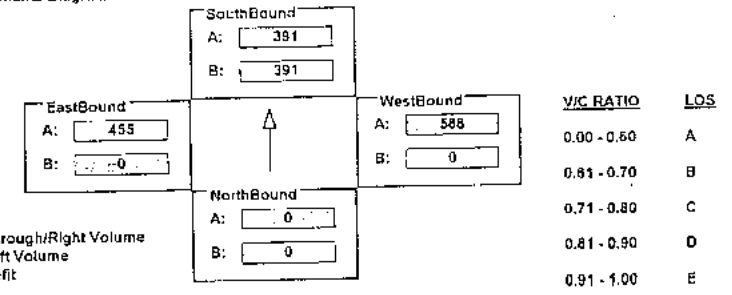 SouthBound
A: 391
B: 391
EastBound
A: 455
B: 0
WestBound
A: 588
B: 0
NorthBound
A: 0
B: 0
rough/Right Volume
ft Volume
efit
V/C RATIO LOS
0.00 - 0.60 A
0.61 - 0.70 B
0.71 - 0.80 C
0.81 - 0.90 D
0.91 - 1.00 E